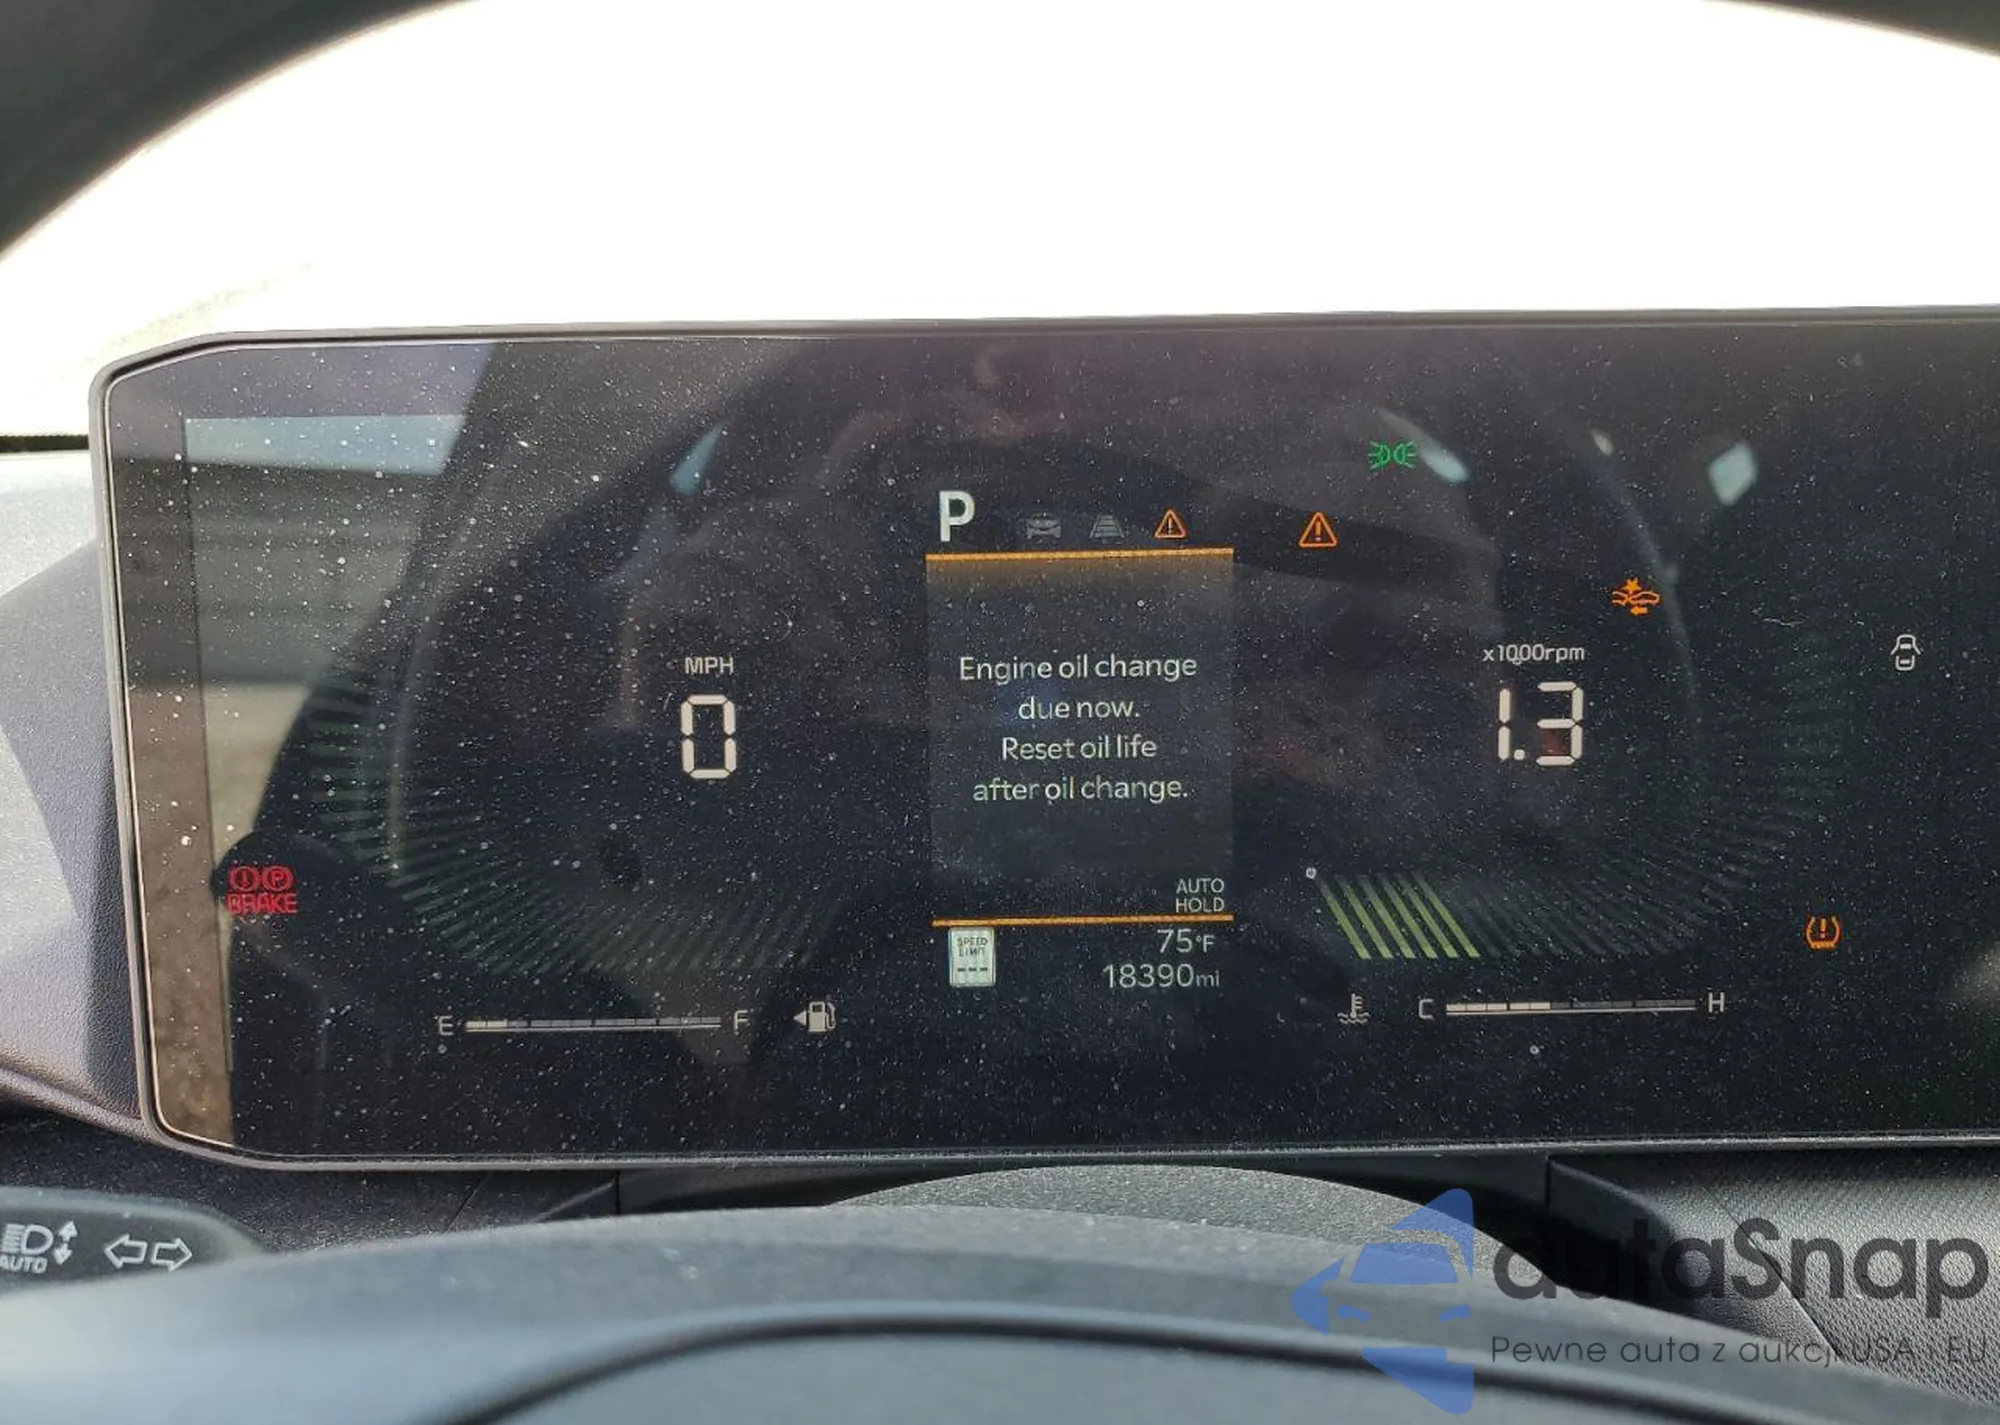 P
MPH
0
Engine oil change
due now.
Reset oil life
after oil change.
x1000rpm
1.3
BRAKE
AUTO
HOLD
SPEED
LIMIT
---
75°F
18390mi
E
F
C
H
AUTO
autaSnap
Pewne auta z aukcji USA i EU